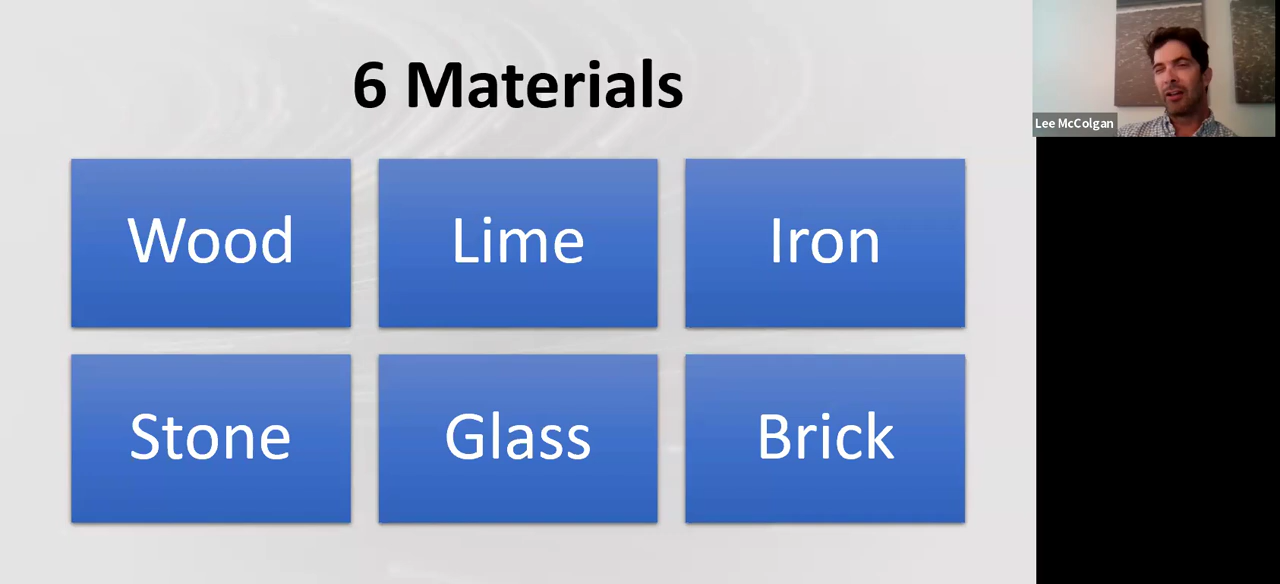 6 Materials
Lee McColgan
Wood
Lime
Iron
Stone
Glass
Brick